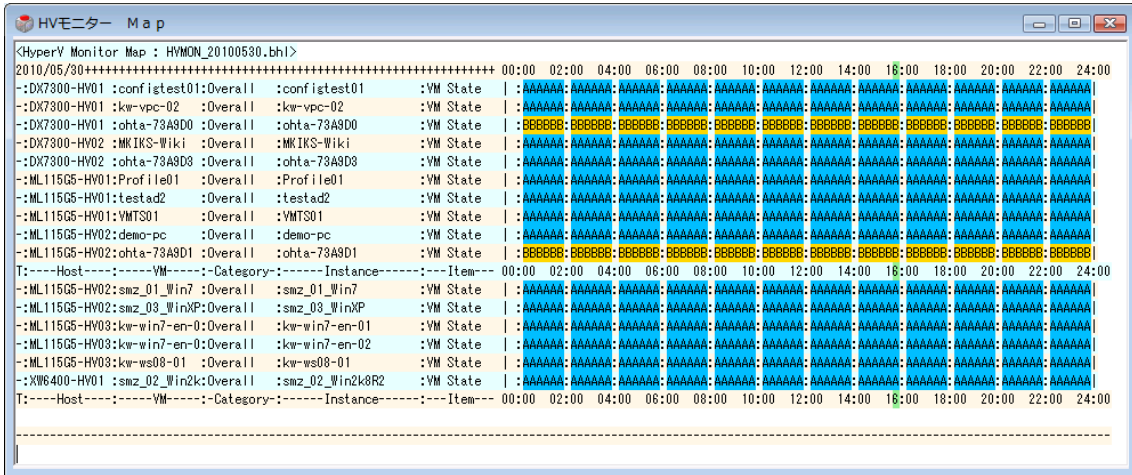 HVモニター　Ｍａｐ
<HyperV Monitor Map : HVMON_20100530.bhl>
2010/05/30++++++++++++++++++++++++++++++++++++++++++++++++++++++++++++ 00:00  02:00  04:00  06:00  08:00  10:00  12:00  14:00  16:00  18:00  20:00  22:00  24:00
-:DX7300-HV01 :configtest01:Overall   :configtest01        :VM State   | :AAAAAA:AAAAAA:AAAAAA:AAAAAA:AAAAAA:AAAAAA:AAAAAA:AAAAAA:AAAAAA:AAAAAA:AAAAAA:AAAAAA|
-:DX7300-HV01 :kw-vpc-02   :Overall   :kw-vpc-02           :VM State   | :AAAAAA:AAAAAA:AAAAAA:AAAAAA:AAAAAA:AAAAAA:AAAAAA:AAAAAA:AAAAAA:AAAAAA:AAAAAA:AAAAAA|
-:DX7300-HV01 :ohta-73A9D0 :Overall   :ohta-73A9D0         :VM State   | :BBBBBB:BBBBBB:BBBBBB:BBBBBB:BBBBBB:BBBBBB:BBBBBB:BBBBBB:BBBBBB:BBBBBB:BBBBBB:BBBBBB|
-:DX7300-HV02 :MKIKS-Wiki  :Overall   :MKIKS-Wiki          :VM State   | :AAAAAA:AAAAAA:AAAAAA:AAAAAA:AAAAAA:AAAAAA:AAAAAA:AAAAAA:AAAAAA:AAAAAA:AAAAAA:AAAAAA|
-:DX7300-HV02 :ohta-73A9D3 :Overall   :ohta-73A9D3         :VM State   | :AAAAAA:AAAAAA:AAAAAA:AAAAAA:AAAAAA:AAAAAA:AAAAAA:AAAAAA:AAAAAA:AAAAAA:AAAAAA:AAAAAA|
-:ML115G5-HV01:Profile01   :Overall   :Profile01           :VM State   | :AAAAAA:AAAAAA:AAAAAA:AAAAAA:AAAAAA:AAAAAA:AAAAAA:AAAAAA:AAAAAA:AAAAAA:AAAAAA:AAAAAA|
-:ML115G5-HV01:testad2     :Overall   :testad2             :VM State   | :AAAAAA:AAAAAA:AAAAAA:AAAAAA:AAAAAA:AAAAAA:AAAAAA:AAAAAA:AAAAAA:AAAAAA:AAAAAA:AAAAAA|
-:ML115G5-HV01:VMTS01      :Overall   :VMTS01              :VM State   | :AAAAAA:AAAAAA:AAAAAA:AAAAAA:AAAAAA:AAAAAA:AAAAAA:AAAAAA:AAAAAA:AAAAAA:AAAAAA:AAAAAA|
-:ML115G5-HV02:demo-pc     :Overall   :demo-pc             :VM State   | :AAAAAA:AAAAAA:AAAAAA:AAAAAA:AAAAAA:AAAAAA:AAAAAA:AAAAAA:AAAAAA:AAAAAA:AAAAAA:AAAAAA|
-:ML115G5-HV02:ohta-73A9D1 :Overall   :ohta-73A9D1         :VM State   | :BBBBBB:BBBBBB:BBBBBB:BBBBBB:BBBBBB:BBBBBB:BBBBBB:BBBBBB:BBBBBB:BBBBBB:BBBBBB:BBBBBB|
T:----Host----:-----VM-----:-Category-:------Instance------:---Item--- 00:00  02:00  04:00  06:00  08:00  10:00  12:00  14:00  16:00  18:00  20:00  22:00  24:00
-:ML115G5-HV02:smz_01_Win7 :Overall   :smz_01_Win7         :VM State   | :AAAAAA:AAAAAA:AAAAAA:AAAAAA:AAAAAA:AAAAAA:AAAAAA:AAAAAA:AAAAAA:AAAAAA:AAAAAA:AAAAAA|
-:ML115G5-HV02:smz_03_WinXP:Overall   :smz_03_WinXP        :VM State   | :AAAAAA:AAAAAA:AAAAAA:AAAAAA:AAAAAA:AAAAAA:AAAAAA:AAAAAA:AAAAAA:AAAAAA:AAAAAA:AAAAAA|
-:ML115G5-HV03:kw-win7-en-0:Overall   :kw-win7-en-01       :VM State   | :AAAAAA:AAAAAA:AAAAAA:AAAAAA:AAAAAA:AAAAAA:AAAAAA:AAAAAA:AAAAAA:AAAAAA:AAAAAA:AAAAAA|
-:ML115G5-HV03:kw-win7-en-0:Overall   :kw-win7-en-02       :VM State   | :AAAAAA:AAAAAA:AAAAAA:AAAAAA:AAAAAA:AAAAAA:AAAAAA:AAAAAA:AAAAAA:AAAAAA:AAAAAA:AAAAAA|
-:ML115G5-HV03:kw-ws08-01  :Overall   :kw-ws08-01          :VM State   | :AAAAAA:AAAAAA:AAAAAA:AAAAAA:AAAAAA:AAAAAA:AAAAAA:AAAAAA:AAAAAA:AAAAAA:AAAAAA:AAAAAA|
-:XW6400-HV01 :smz_02_Win2k:Overall   :smz_02_Win2k8R2     :VM State   | :AAAAAA:AAAAAA:AAAAAA:AAAAAA:AAAAAA:AAAAAA:AAAAAA:AAAAAA:AAAAAA:AAAAAA:AAAAAA:AAAAAA|
T:----Host----:-----VM-----:-Category-:------Instance------:---Item--- 00:00  02:00  04:00  06:00  08:00  10:00  12:00  14:00  16:00  18:00  20:00  22:00  24:00
---------------------------------------------------------------------------------------------------------------------------------------------------------------